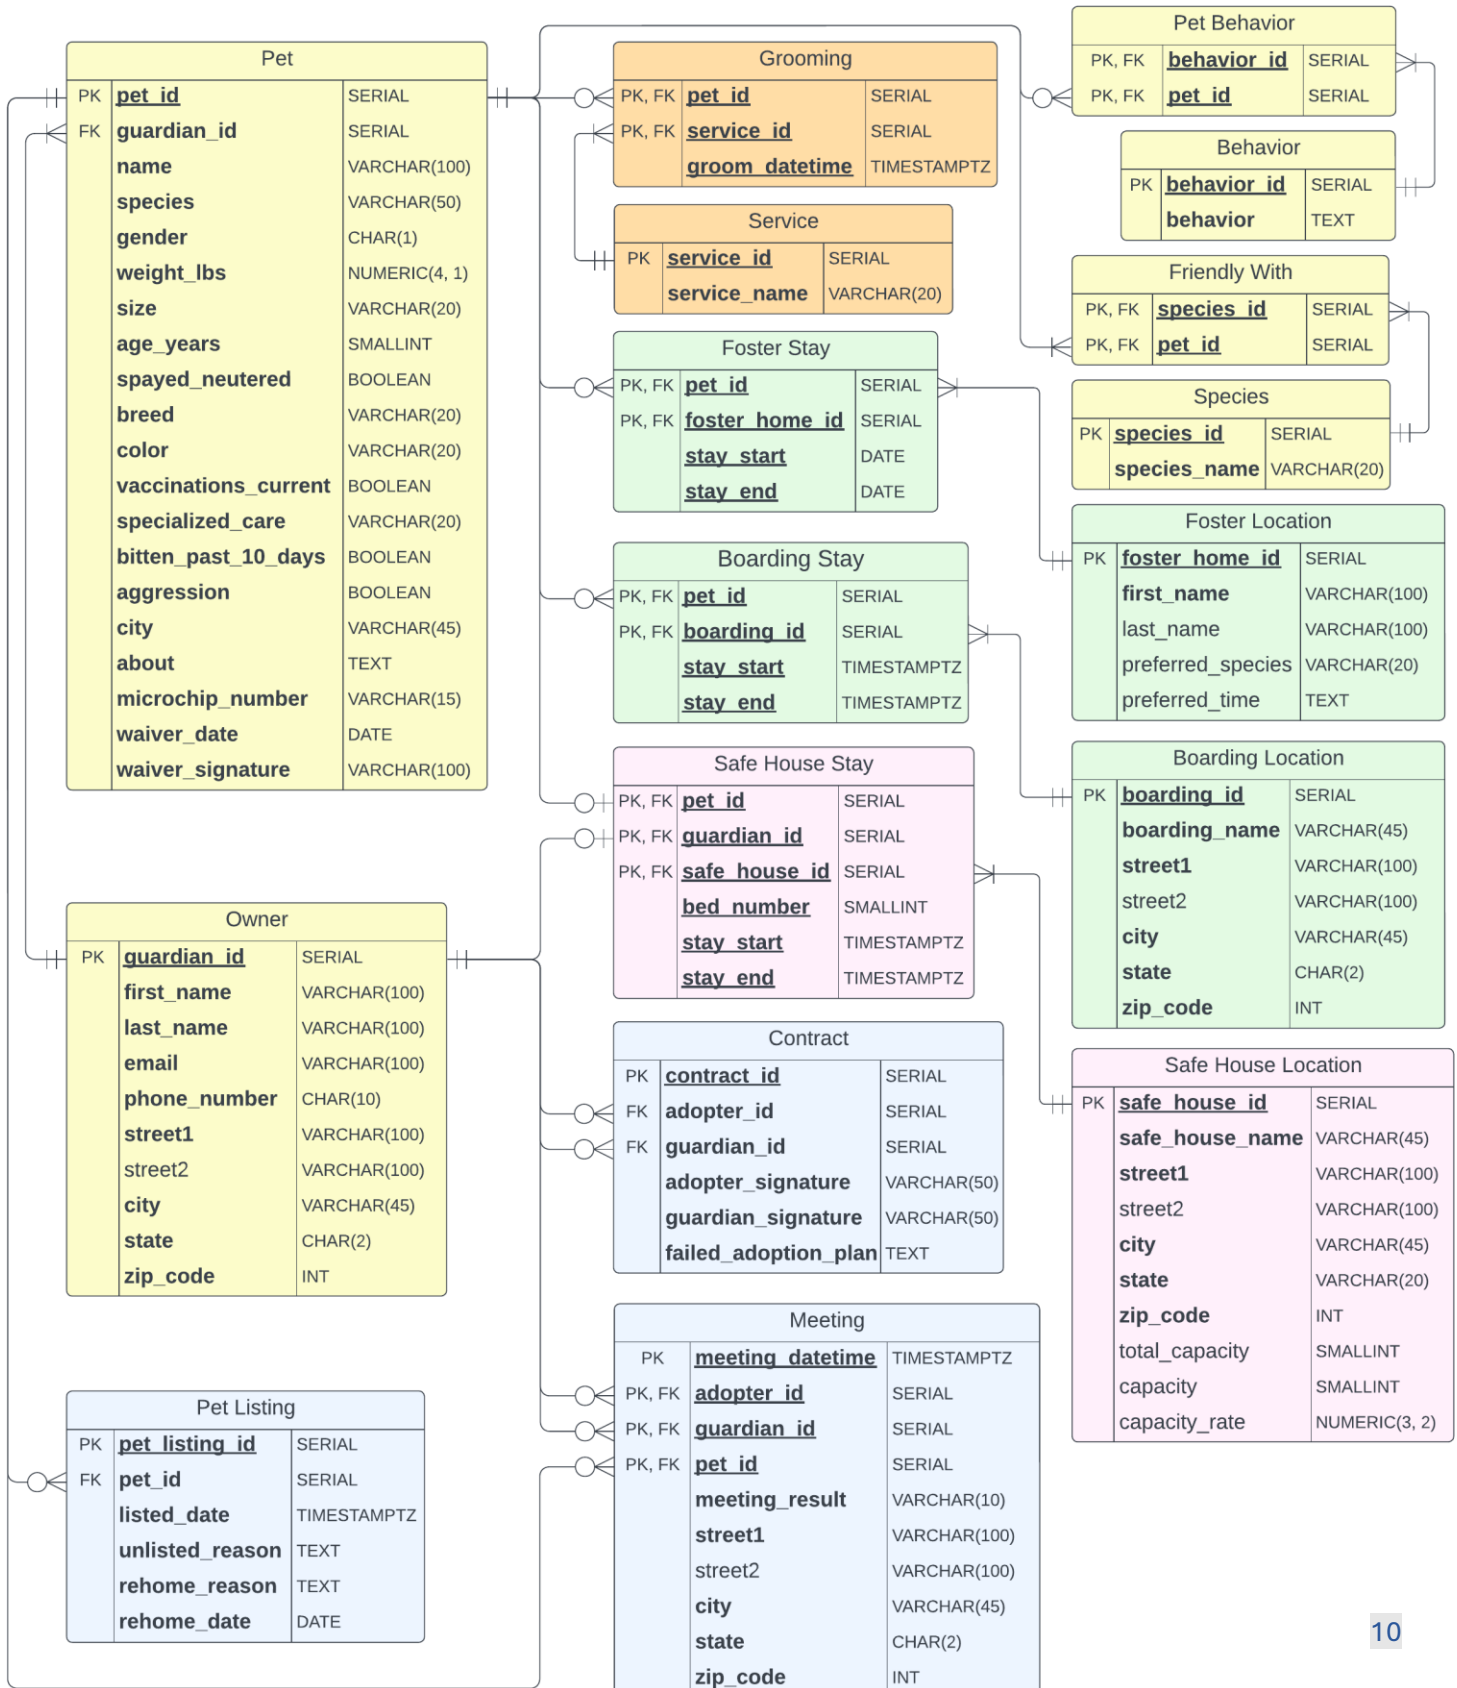 Pet
PK pet_id SERIAL
FK guardian_id SERIAL
name VARCHAR(100)
species VARCHAR(50)
gender CHAR(1)
weight_lbs NUMERIC(4, 1)
size VARCHAR(20)
age_years SMALLINT
spayed_neutered BOOLEAN
breed VARCHAR(20)
color VARCHAR(20)
vaccinations_current BOOLEAN
specialized_care VARCHAR(20)
bitten_past_10_days BOOLEAN
aggression BOOLEAN
city VARCHAR(45)
about TEXT
microchip_number VARCHAR(15)
waiver_date DATE
waiver_signature VARCHAR(100)
Owner
PK guardian_id SERIAL
first_name VARCHAR(100)
last_name VARCHAR(100)
email VARCHAR(100)
phone_number CHAR(10)
street1 VARCHAR(100)
street2 VARCHAR(100)
city VARCHAR(45)
state CHAR(2)
zip_code INT
Pet Listing
PK pet_listing_id SERIAL
FK pet_id SERIAL
listed_date TIMESTAMPTZ
unlisted_reason TEXT
rehome_reason TEXT
rehome_date DATE
Grooming
PK, FK pet_id SERIAL
PK, FK service_id SERIAL
groom_datetime TIMESTAMPTZ
Service
PK service_id SERIAL
service_name VARCHAR(20)
Foster Stay
PK, FK pet_id SERIAL
PK, FK foster_home_id SERIAL
stay_start DATE
stay_end DATE
Boarding Stay
PK, FK pet_id SERIAL
PK, FK boarding_id SERIAL
stay_start TIMESTAMPTZ
stay_end TIMESTAMPTZ
Safe House Stay
PK, FK pet_id SERIAL
PK, FK guardian_id SERIAL
PK, FK safe_house_id SERIAL
bed_number SMALLINT
stay_start TIMESTAMPTZ
stay_end TIMESTAMPTZ
Contract
PK contract_id SERIAL
FK adopter_id SERIAL
FK guardian_id SERIAL
adopter_signature VARCHAR(50)
guardian_signature VARCHAR(50)
failed_adoption_plan TEXT
Meeting
PK meeting_datetime TIMESTAMPTZ
PK, FK adopter_id SERIAL
PK, FK guardian_id SERIAL
PK, FK pet_id SERIAL
meeting_result VARCHAR(10)
street1 VARCHAR(100)
street2 VARCHAR(100)
city VARCHAR(45)
state CHAR(2)
zip_code INT
Pet Behavior
PK, FK behavior_id SERIAL
PK, FK pet_id SERIAL
Behavior
PK behavior_id SERIAL
behavior TEXT
Friendly With
PK, FK species_id SERIAL
PK, FK pet_id SERIAL
Species
PK species_id SERIAL
species_name VARCHAR(20)
Foster Location
PK foster_home_id SERIAL
first_name VARCHAR(100)
last_name VARCHAR(100)
preferred_species VARCHAR(20)
preferred_time TEXT
Boarding Location
PK boarding_id SERIAL
boarding_name VARCHAR(45)
street1 VARCHAR(100)
street2 VARCHAR(100)
city VARCHAR(45)
state CHAR(2)
zip_code INT
Safe House Location
PK safe_house_id SERIAL
safe_house_name VARCHAR(45)
street1 VARCHAR(100)
street2 VARCHAR(100)
city VARCHAR(45)
state VARCHAR(20)
zip_code INT
total_capacity SMALLINT
capacity SMALLINT
capacity_rate NUMERIC(3, 2)
10